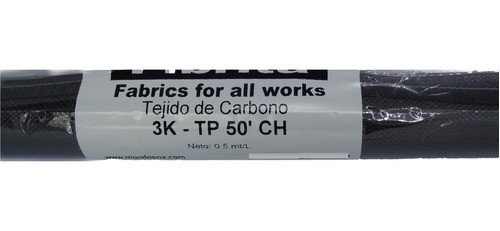 Fabrics for all works
Tejido de Carbono
3K - TP 50' CH
Neto: 0.5 mt/L.